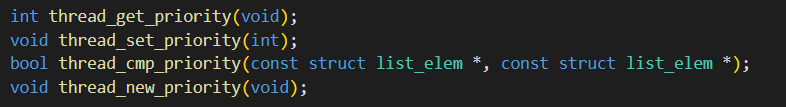 int thread_get_priority(void);
void thread_set_priority(int);
bool thread_cmp_priority(const struct list_elem *, const struct list_elem *);
void thread_new_priority(void);